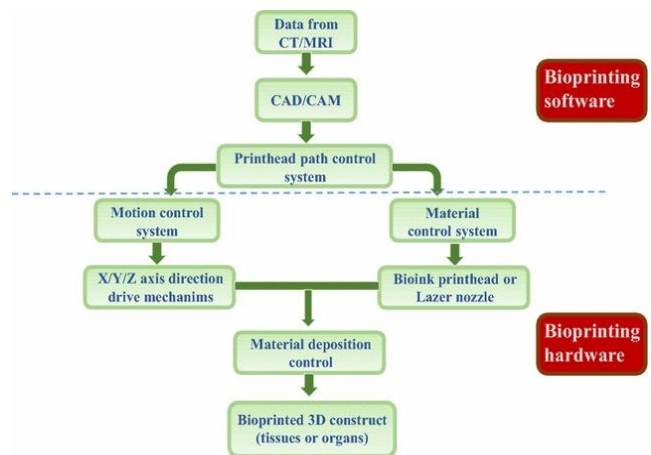 Data from
CT/MRI
Bioprinting
software
CAD/CAM
Printhead path control
system
Motion control
system
Material
control system
X/Y/Z axis direction
drive mechanims
Bioink printhead or
Lazer nozzle
Bioprinting
hardware
Material deposition
control
Bioprinted 3D construct
(tissues or organs)